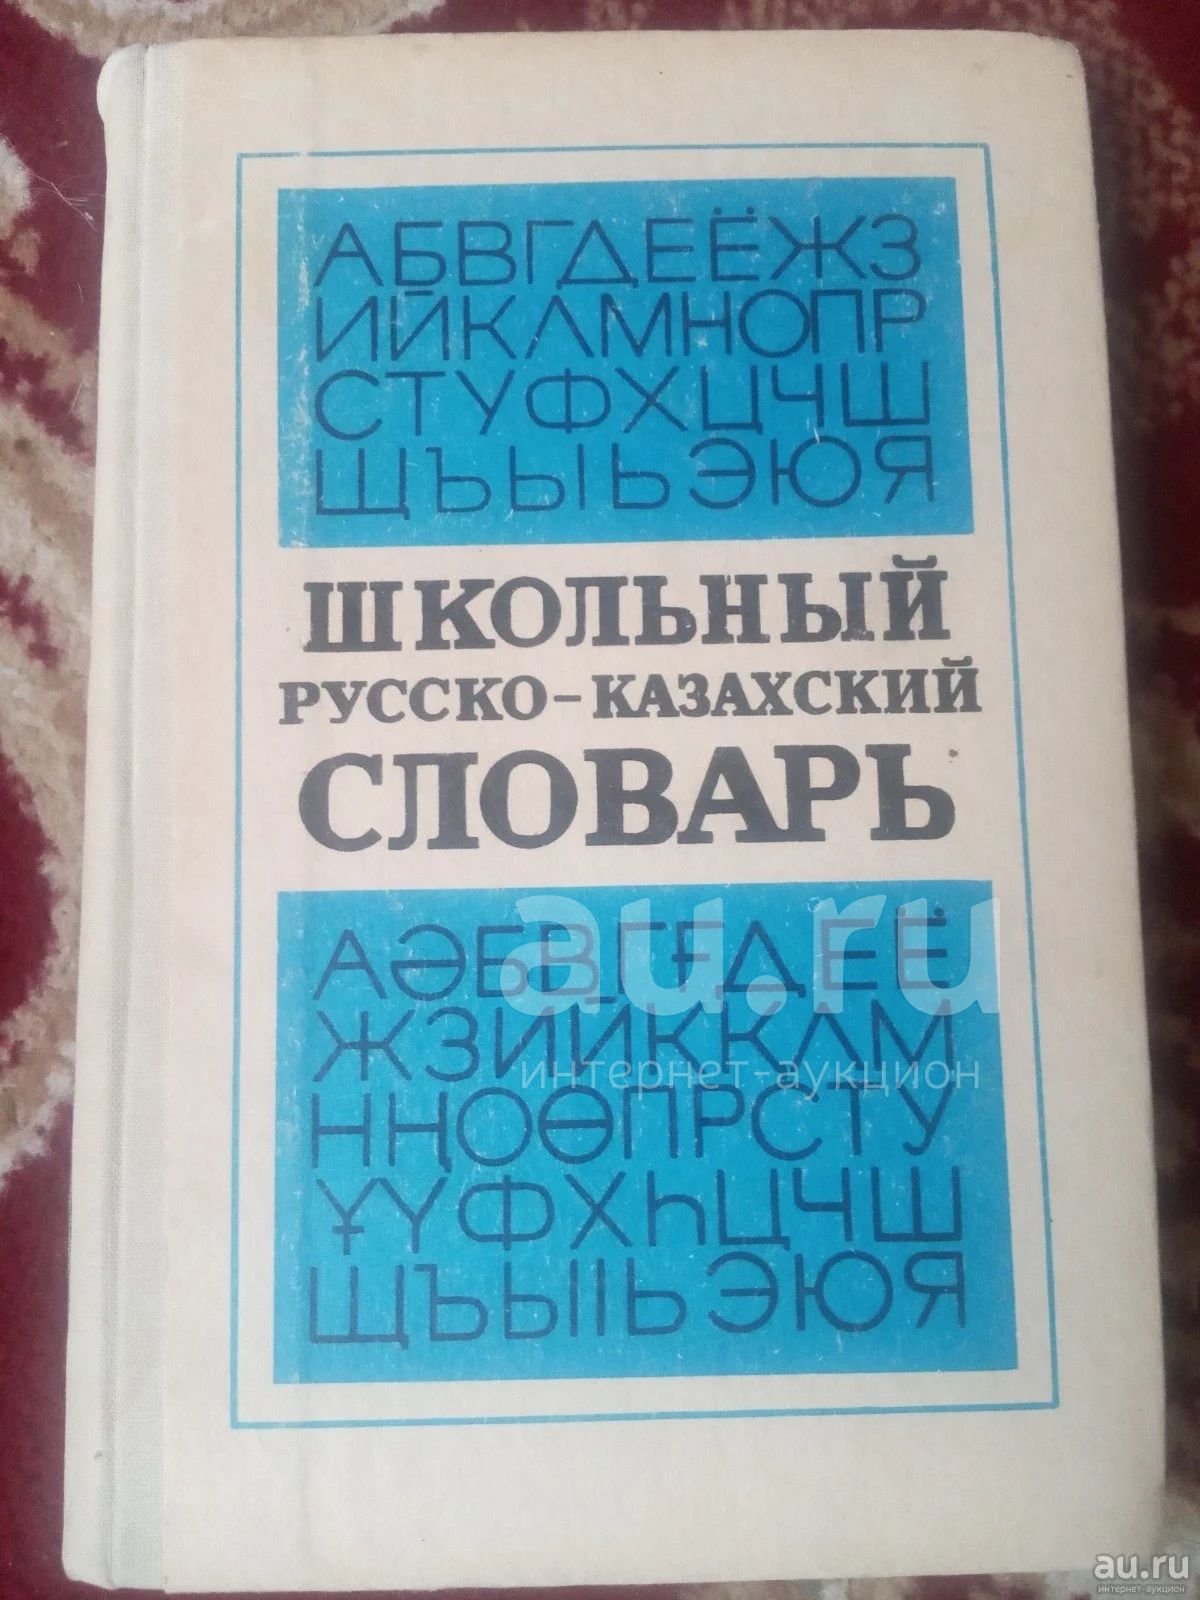 АБВГДЕЁЖЗ
ИЙКЛМНОПР
СТУФХЦЧШ
ЩЪЫЬЭЮЯ
ШКОЛЬНЫЙ
РУССКО-КАЗАХСКИЙ
СЛОВАРЬ
АӘБВГҒДЕЁ
ЖЗИЙКҚЛМ
НҢОӨПРСТУ
ҰҮФХҺЦЧШ
ЩЪЫІЬЭЮЯ
au.ru
интернет-аукцион
au.ru
интернет-аукцион